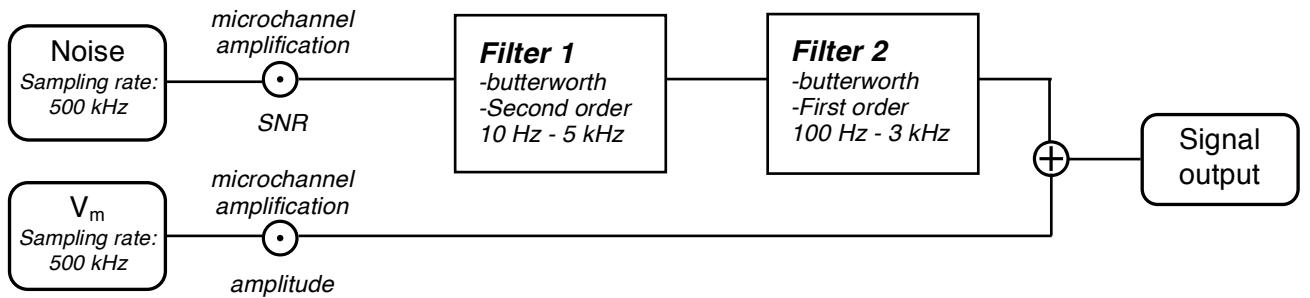 Noise
Sampling rate:
500 kHz
microchannel
amplification
SNR
Filter 1
-butterworth
-Second order
10 Hz - 5 kHz
Filter 2
-butterworth
-First order
100 Hz - 3 kHz
Signal
output
Vm
Sampling rate:
500 kHz
microchannel
amplification
amplitude